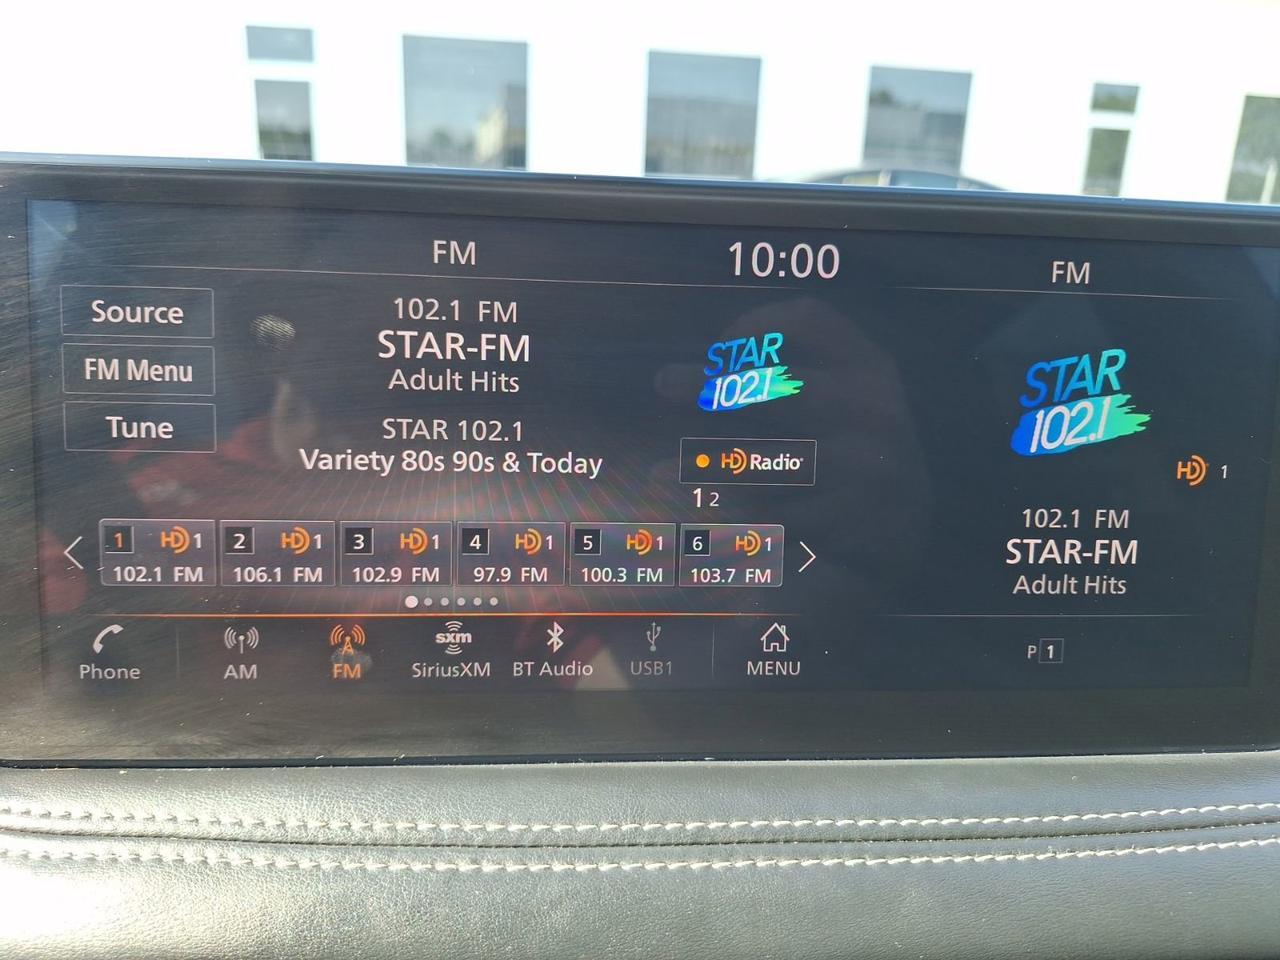 FM
10:00
FM
Source
FM Menu
Tune
102.1 FM
STAR-FM
Adult Hits
STAR 102.1
Variety 80s 90s & Today
STAR
102.1
HD Radio
1 2
1 HD 1
102.1 FM
2 HD 1
106.1 FM
3 HD 1
102.9 FM
4 HD 1
97.9 FM
5 HD 1
100.3 FM
6 HD 1
103.7 FM
Phone
AM
FM
sxm
SiriusXM
BT Audio
USB1
MENU
STAR
102.1
HD 1
102.1 FM
STAR-FM
Adult Hits
P 1